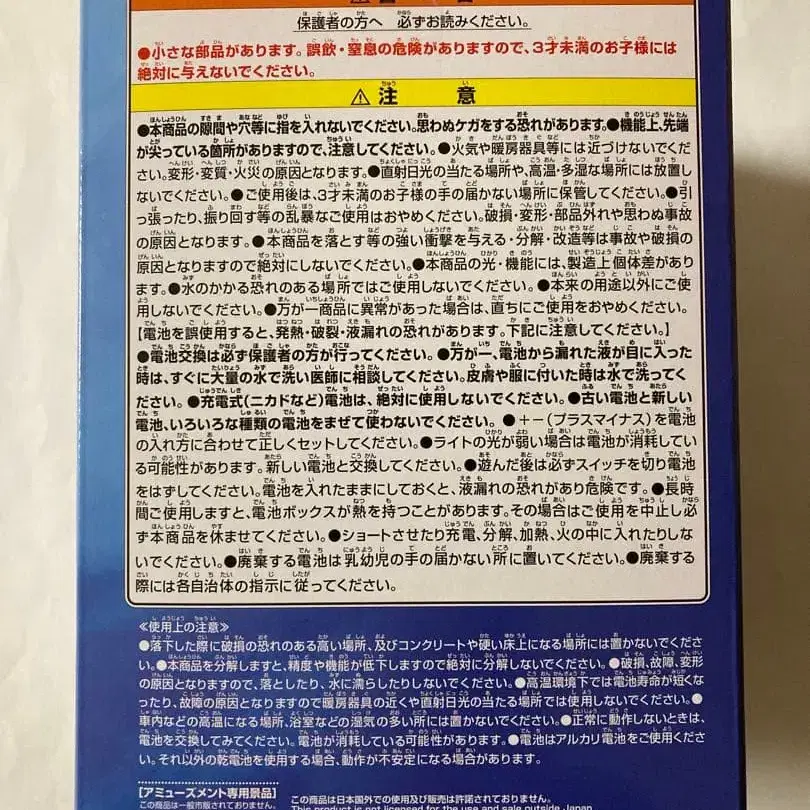 保護者の方へ 必ずお読みください。
●小さな部品があります。誤飲・窒息の危険がありますので、3才未満のお子様には
絶対に与えないでください。
⚠注 意
●本商品の隙間や穴等に指を入れないでください。思わぬケガをする恐れがあります。●機能上、先端
が尖っている箇所がありますので、注意してください。●火気や暖房器具等には近づけないでくだ
さい。変形・変質・火災の原因となります。●直射日光の当たる場所や、高温・多湿な場所には放置し
ないでください。●ご使用後は、3才未満のお子さまの手の届かない場所に保管してください。●引
っ張ったり、振り回す等の乱暴なご使用はおやめください。破損・変形・部品外れや思わぬ事故
の原因となります。●本商品を落とす等の強い衝撃を与える・分解・改造等は事故や破損の
原因となりますので絶対にしないでください。●本商品の光・機能には、製造上個体差があり
ます。●水のかかる恐れのある場所ではご使用しないでください。●本来の用途以外にご使
用しないでください。●万が一商品に異常があった場合は、直ちにご使用をおやめください。
【電池を誤使用すると、発熱・破裂・液漏れの恐れがあります。下記に注意してください。】
●電池交換は必ず保護者の方が行ってください。●万が一、電池から漏れた液が目に入った
時は、すぐに大量の水で洗い医師に相談してください。皮膚や服に付いた時は水で洗ってく
ださい。●充電式(ニカドなど)電池は、絶対に使用しないでください。●古い電池と新しい
電池、いろいろな種類の電池をまぜて使わないでください。●+−(プラスマイナス)を電池
の入れ方に合わせて正しくセットしてください。●ライトの光が弱い場合は電池が消耗してい
る可能性があります。新しい電池と交換してください。●遊んだ後は必ずスイッチを切り電池
をはずしてください。電池を入れたままにしておくと、液漏れの恐れがあり危険です。●長時
間ご使用しますと、電池ボックスが熱を持つことがあります。その場合はご使用を中止し必
ず本商品を休ませてください。●ショートさせたり充電、分解、加熱、火の中に入れたりしな
いでください。●廃棄する電池は乳幼児の手の届かない所に置いてください。●廃棄する
際には各自治体の指示に従ってください。
≪使用上の注意≫
●落下した際に破損の恐れのある高い場所、及びコンクリートや硬い床上になる場所には置かないでくださ
い。●本商品を分解しますと、精度や機能が低下しますので絶対に分解しないでください。●破損、故障、変形
の原因となりますので、落としたり、水に濡らしたりしないでください。●高温環境下では電池寿命が短くな
ったり、故障の原因となりますので暖房器具の近くや直射日光の当たる場所では使用しないでください。●
車内などの高温になる場所、浴室などの湿気の多い所には置かないでください。●正常に動作しないときは、
電池を交換してみてください。電池が消耗している可能性があります。●電池はアルカリ電池をご使用くださ
い。それ以外の乾電池を使用する場合、動作が不安定になる場合があります。
【アミューズメント専用景品】
この商品は一般市販されておりません。
この商品は日本国外での使用及び販売は許諾されておりません。
This product is not licensed for the use and sale outside Japan.